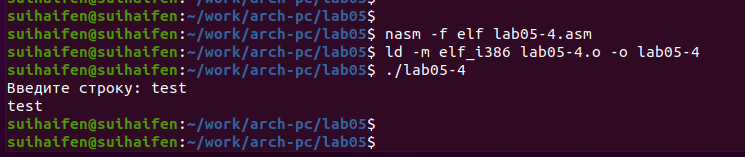 suihaifen@suihaifen:~/work/arch-pc/lab05$
suihaifen@suihaifen:~/work/arch-pc/lab05$ nasm -f elf lab05-4.asm
suihaifen@suihaifen:~/work/arch-pc/lab05$ ld -m elf_i386 lab05-4.o -o lab05-4
suihaifen@suihaifen:~/work/arch-pc/lab05$ ./lab05-4
Введите строку: test
test
suihaifen@suihaifen:~/work/arch-pc/lab05$
suihaifen@suihaifen:~/work/arch-pc/lab05$